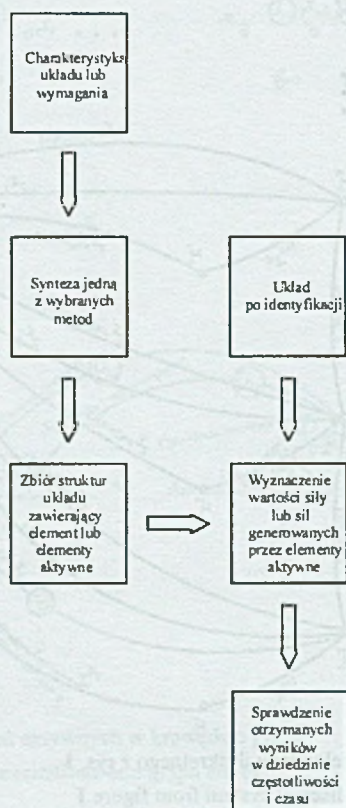 Charakterystyka
układu lub
wymagania
Synteza jedną
z wybranych
metod
Układ
po identyfikacji
Zbiór struktur
układu
zawierający
element lub
elementy
aktywne
Wyznaczenie
wartości siły
lub sił
generowanych
przez elementy
aktywne
Sprawdzenie
otrzymanych
wyników
w dziedzinie
częstotliwości
i czasu